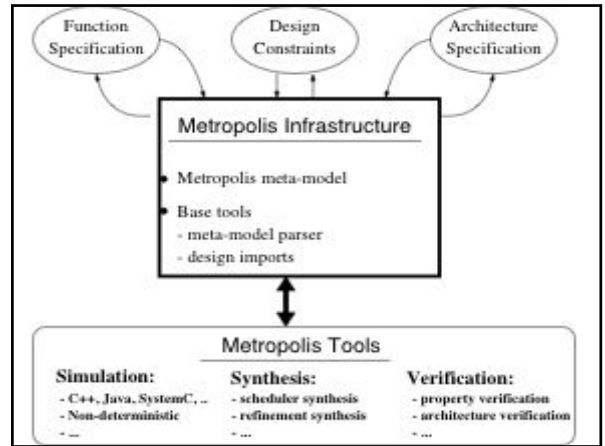 Function
Specification
Design
Constraints
Architecture
Specification
Metropolis Infrastructure
• Metropolis meta-model
• Base tools
- meta-model parser
- design imports
Metropolis Tools
Simulation:
- C++, Java, SystemC, ..
- Non-deterministic
- ...
Synthesis:
- scheduler synthesis
- refinement synthesis
- ...
Verification:
- property verification
- architecture verification
- ...